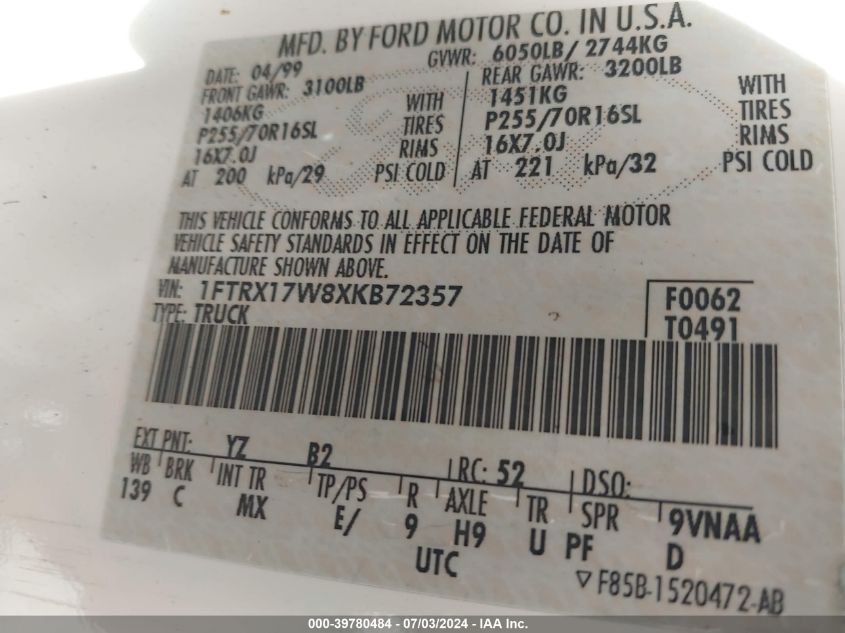 MFD. BY FORD MOTOR CO. IN U.S.A.
DATE: 04/99 GVWR: 6050LB/ 2744KG
FRONT GAWR: 3100LB REAR GAWR: 3200LB
1406KG WITH 1451KG WITH
P255/70R16SL TIRES P255/70R16SL TIRES
16X7.0J RIMS 16X7.0J RIMS
AT 200 kPa/29 PSI COLD AT 221 kPa/32 PSI COLD
THIS VEHICLE CONFORMS TO ALL APPLICABLE FEDERAL MOTOR
VEHICLE SAFETY STANDARDS IN EFFECT ON THE DATE OF
MANUFACTURE SHOWN ABOVE.
VIN: 1FTRX17W8XKB72357 F0062
TYPE: TRUCK T0491
EXT PNT: YZ B2 RC: 52 DSO:
WB BRK INT TR TP/PS R AXLE TR SPR 9VNAA
139 C MX E/ 9 H9 U PF D
UTC
▽F85B-1520472-AB
000-39780484 - 07/03/2024 - IAA Inc.